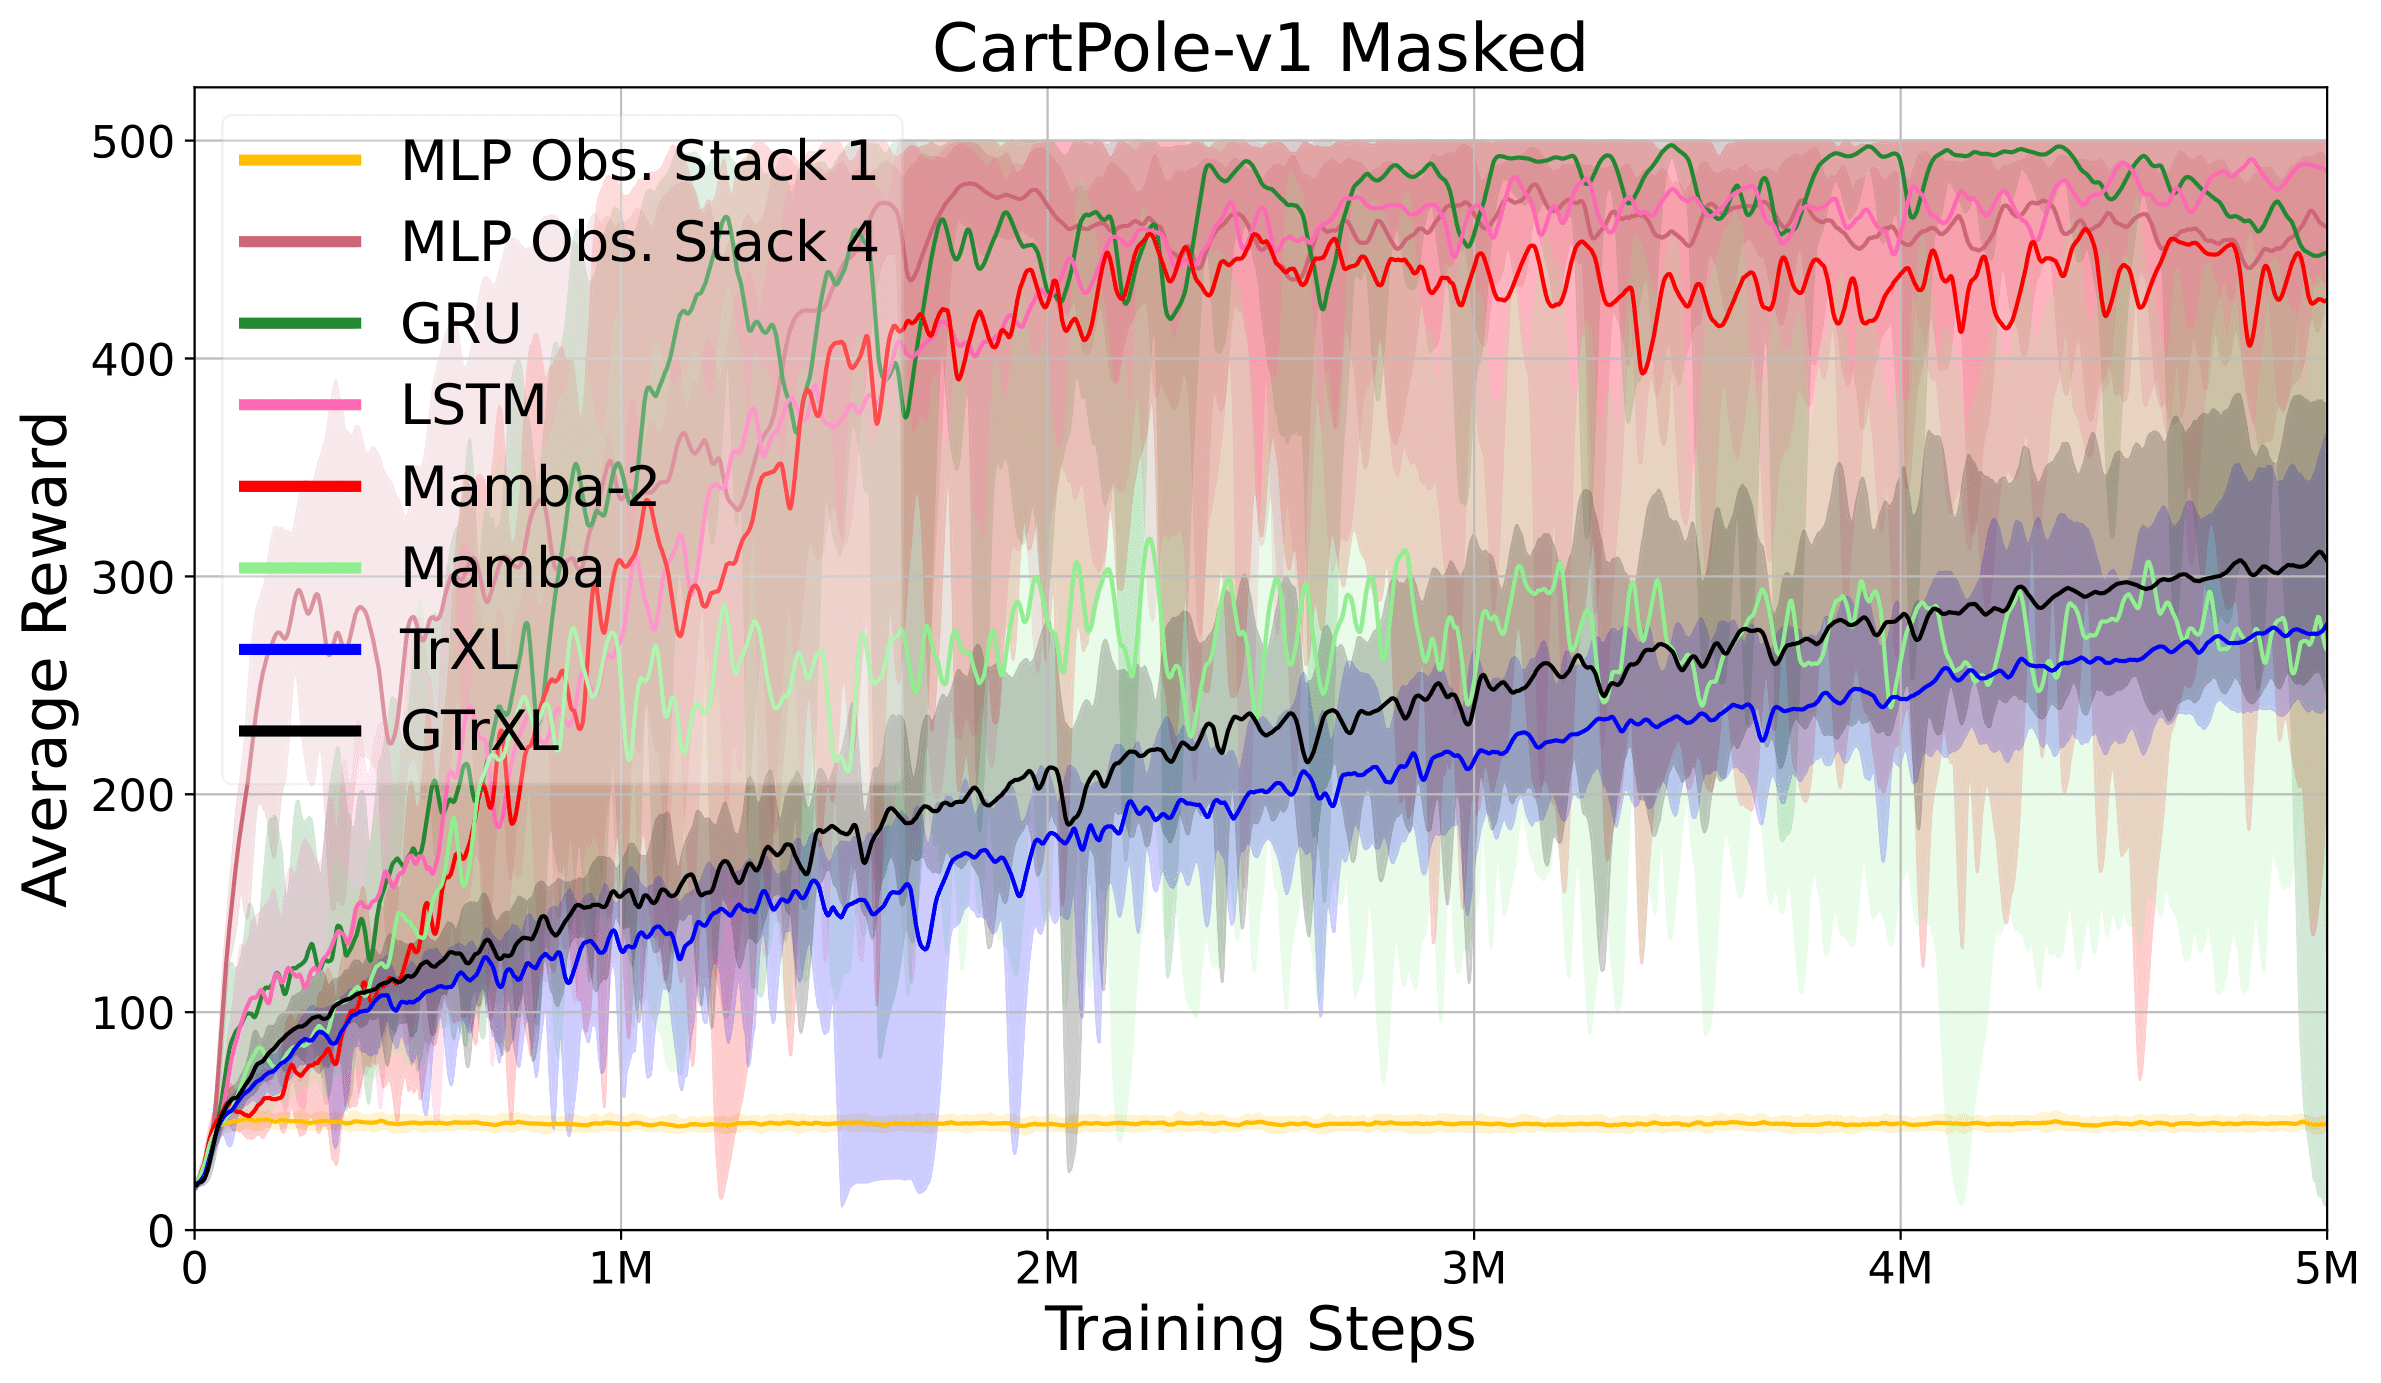 CartPole-v1 Masked
Average Reward
500
400
300
200
100
0
MLP Obs. Stack 1
MLP Obs. Stack 4
GRU
LSTM
Mamba-2
Mamba
TrXL
GTrXL
0 1M 2M 3M 4M 5M
Training Steps